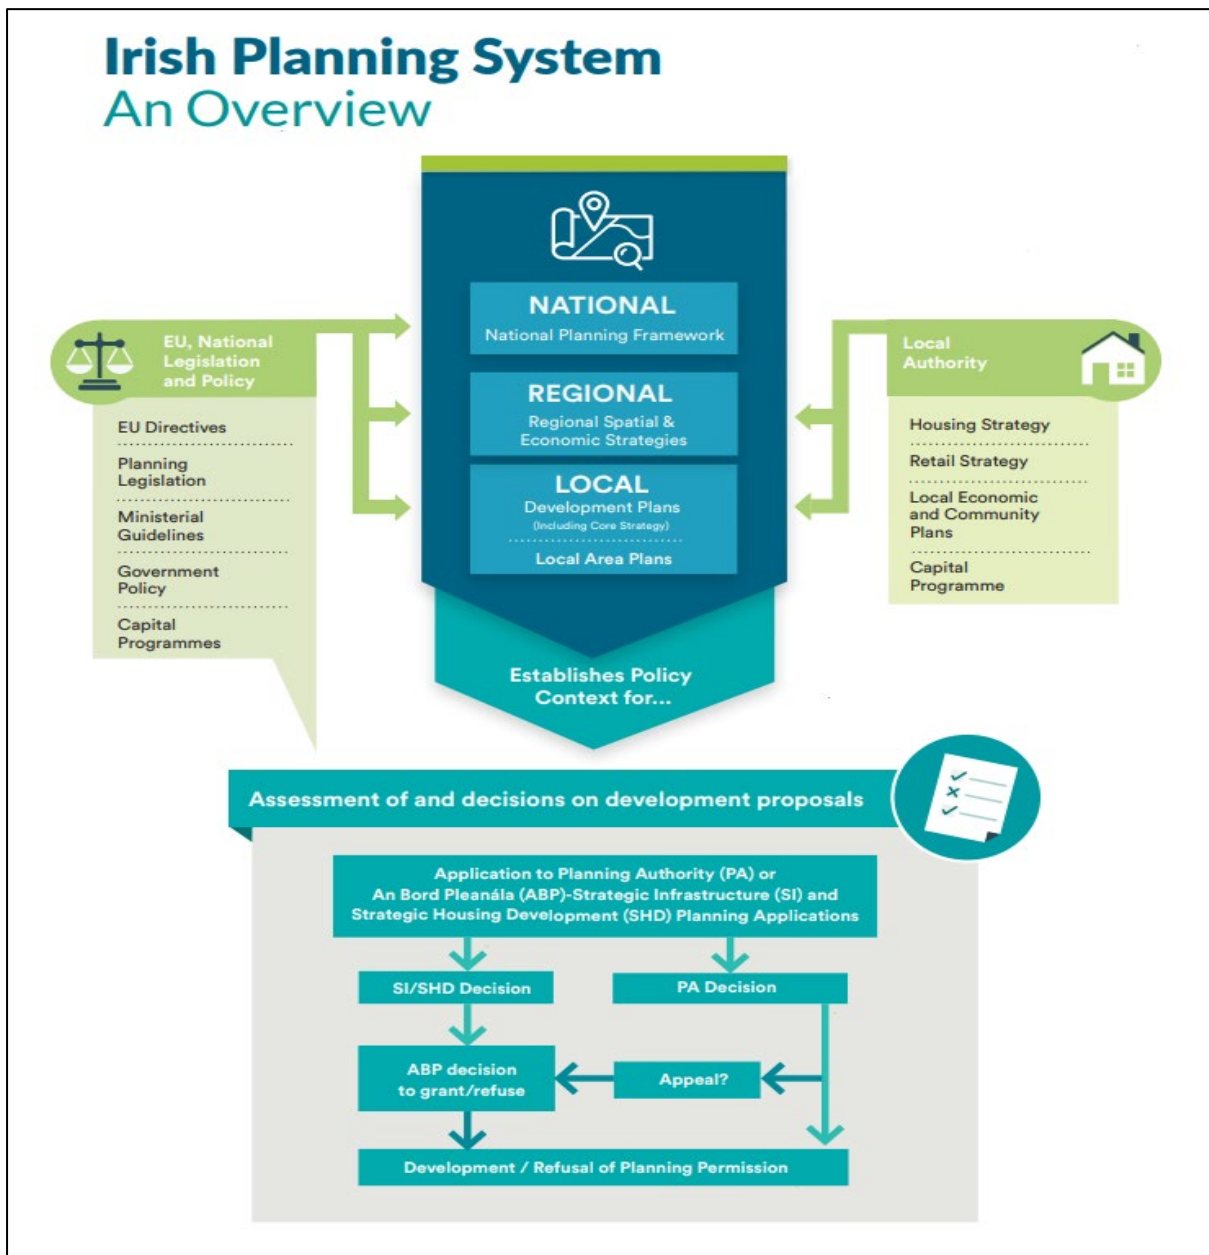 Irish Planning System
An Overview
NATIONAL
National Planning Framework
REGIONAL
Regional Spatial &
Economic Strategies
LOCAL
Development Plans
(Including Core Strategy)
Local Area Plans
EU, National
Legislation
and Policy
EU Directives
Planning
Legislation
Ministerial
Guidelines
Government
Policy
Capital
Programmes
Local
Authority
Housing Strategy
Retail Strategy
Local Economic
and Community
Plans
Capital
Programme
Establishes Policy
Context for...
Assessment of and decisions on development proposals
Application to Planning Authority (PA) or
An Bord Pleanála (ABP)-Strategic Infrastructure (SI) and
Strategic Housing Development (SHD) Planning Applications
SI/SHD Decision
PA Decision
ABP decision
to grant/refuse
Appeal?
Development / Refusal of Planning Permission